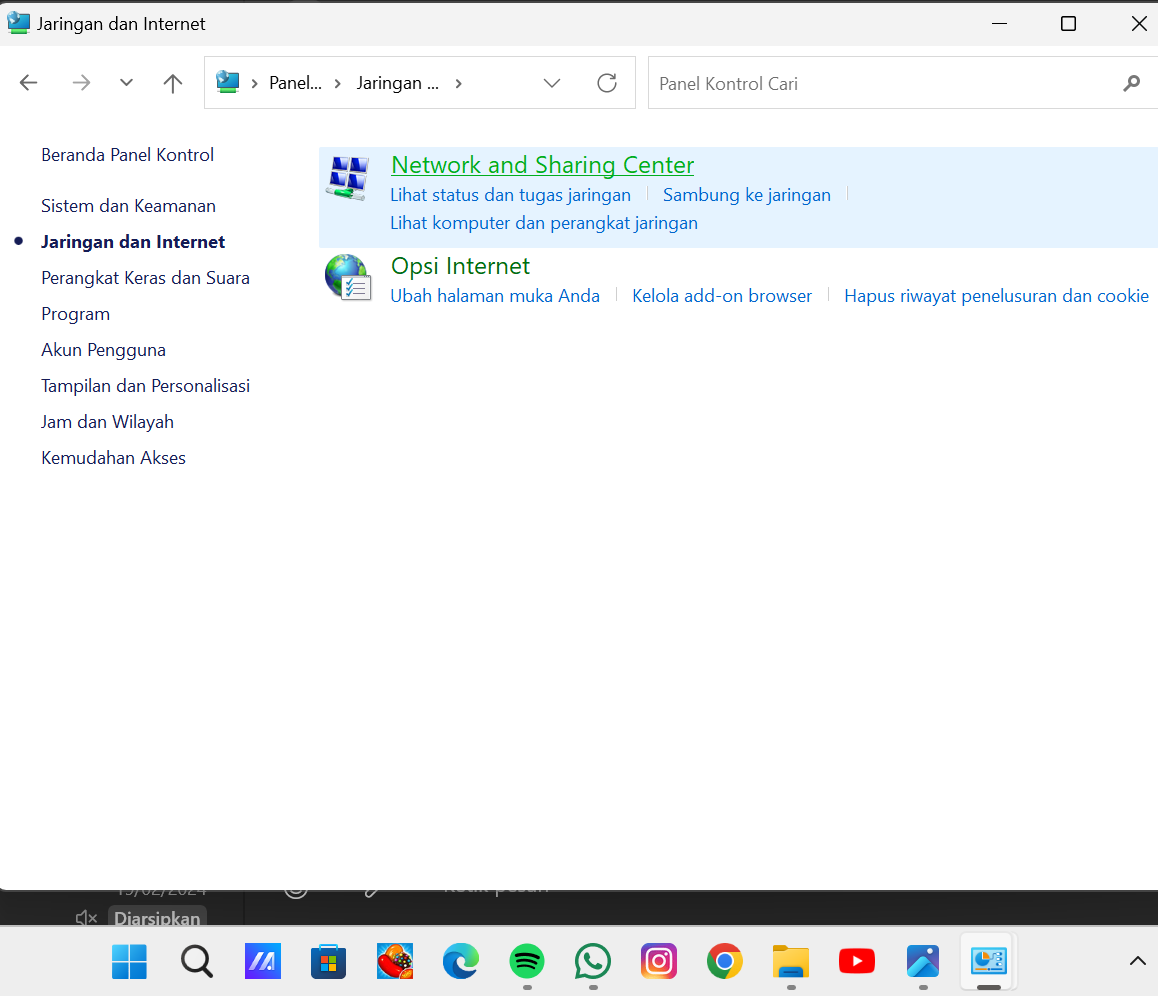 Jaringan dan Internet
Panel... Jaringan ...
Panel Kontrol Cari
Beranda Panel Kontrol
Sistem dan Keamanan
Jaringan dan Internet
Perangkat Keras dan Suara
Program
Akun Pengguna
Tampilan dan Personalisasi
Jam dan Wilayah
Kemudahan Akses
Network and Sharing Center
Lihat status dan tugas jaringan Sambung ke jaringan
Lihat komputer dan perangkat jaringan
Opsi Internet
Ubah halaman muka Anda Kelola add-on browser Hapus riwayat penelusuran dan cookie
Diarsipkan